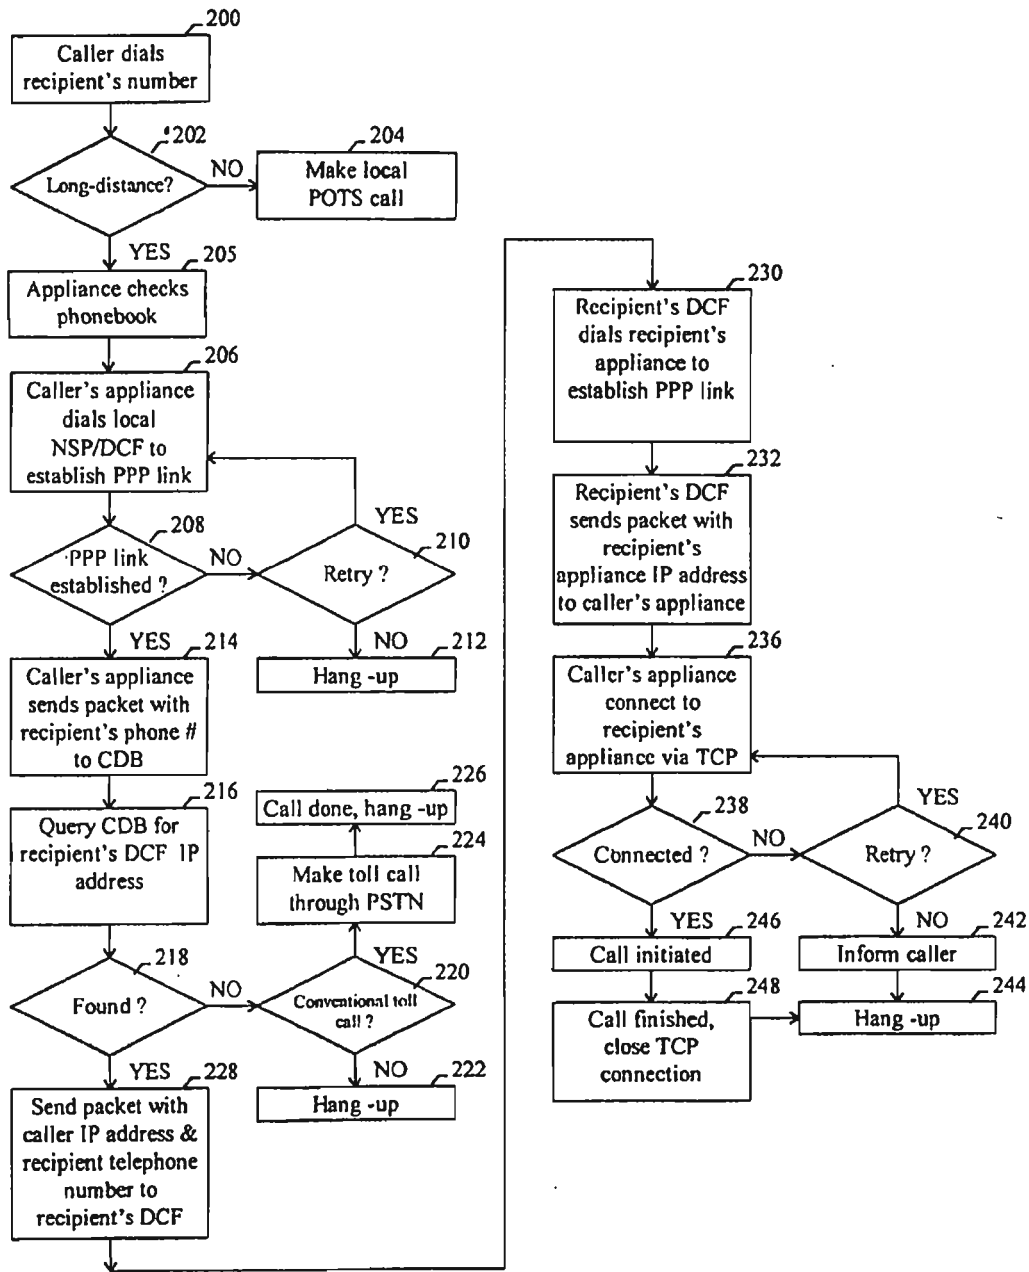 200
Caller dials
recipient's number
202
Long-distance?
NO
204
Make local
POTS call
YES
205
Appliance checks
phonebook
206
Caller's appliance
dials local
NSP/DCF to
establish PPP link
208
PPP link
established ?
NO
YES
210
Retry ?
NO
212
Hang -up
YES
214
Caller's appliance
sends packet with
recipient's phone #
to CDB
216
Query CDB for
recipient's DCF IP
address
218
Found ?
NO
226
Call done, hang -up
224
Make toll call
through PSTN
YES
220
Conventional toll
call ?
NO
222
Hang -up
YES
228
Send packet with
caller IP address &
recipient telephone
number to
recipient's DCF
230
Recipient's DCF
dials recipient's
appliance to
establish PPP link
232
Recipient's DCF
sends packet with
recipient's
appliance IP address
to caller's appliance
236
Caller's appliance
connect to
recipient's
appliance via TCP
238
Connected ?
NO
YES
240
Retry ?
NO
242
Inform caller
244
Hang -up
YES
246
Call initiated
248
Call finished,
close TCP
connection